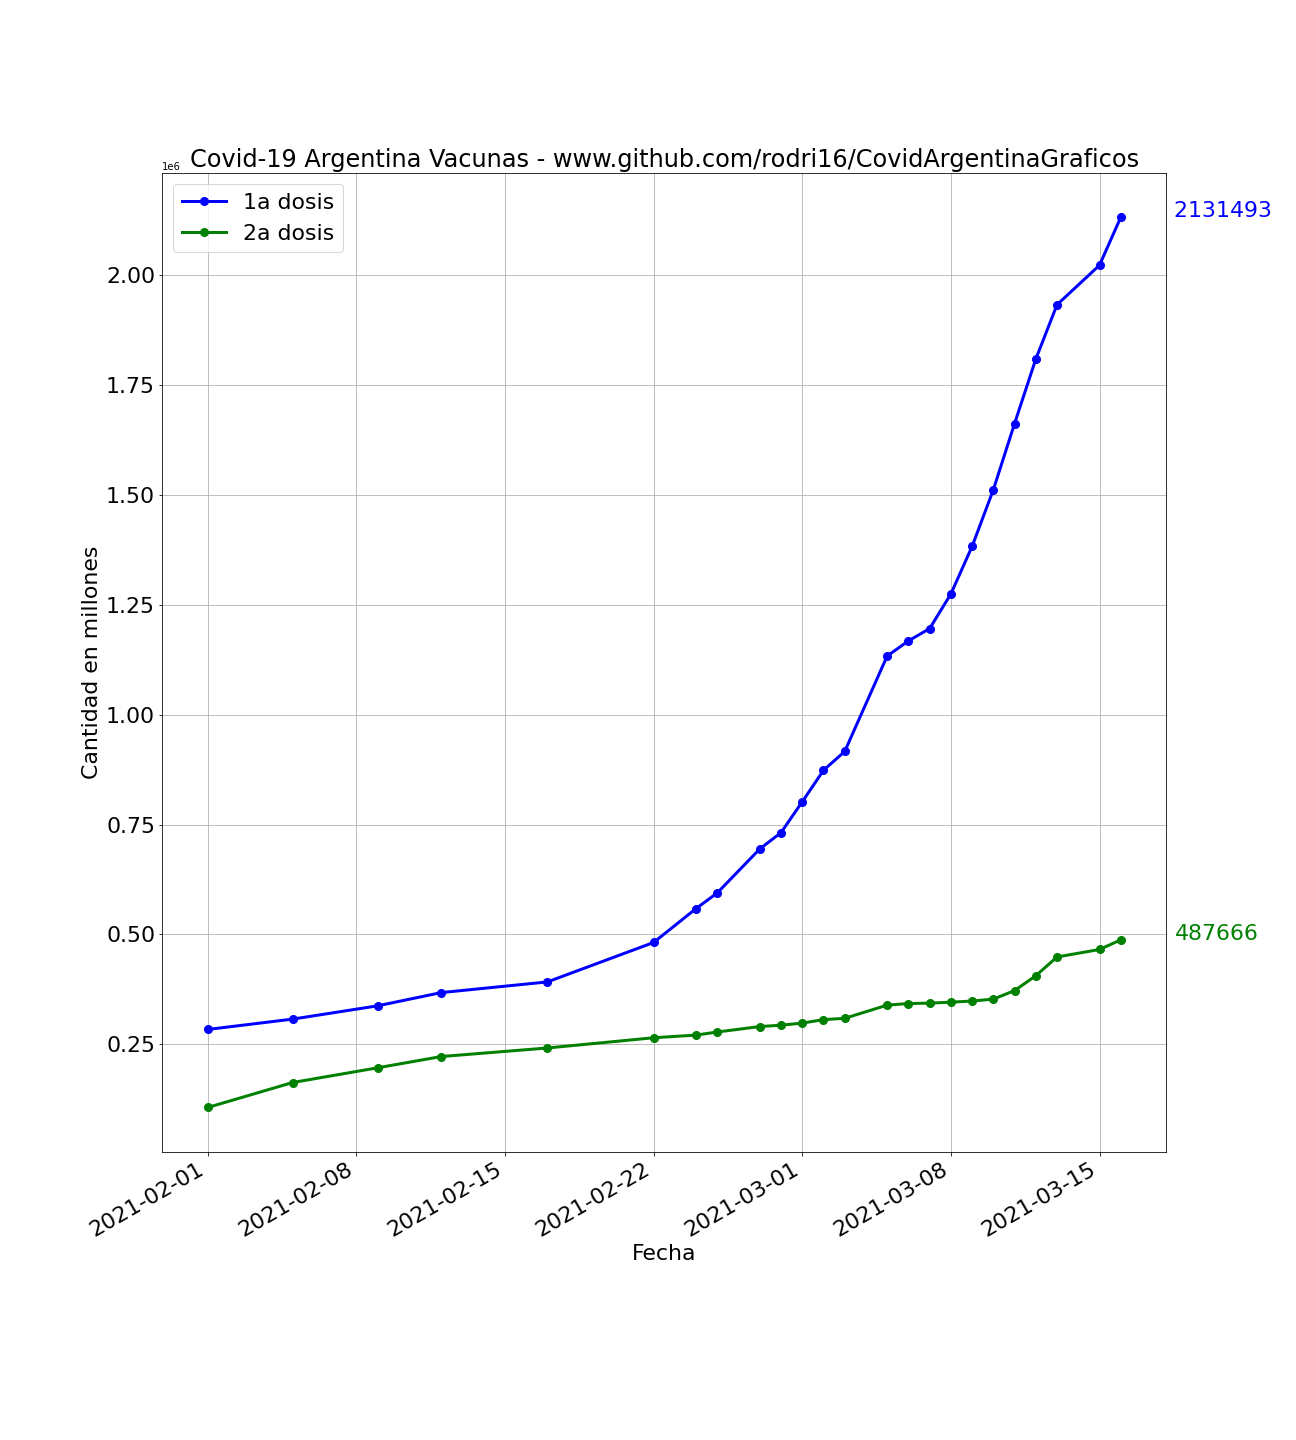 Covid-19 Argentina Vacunas - www.github.com/rodri16/CovidArgentinaGraficos
1e6
1a dosis
2a dosis
2131493
487666
2.00
1.75
1.50
1.25
1.00
0.75
0.50
0.25
Cantidad en millones
2021-02-01
2021-02-08
2021-02-15
2021-02-22
2021-03-01
2021-03-08
2021-03-15
Fecha